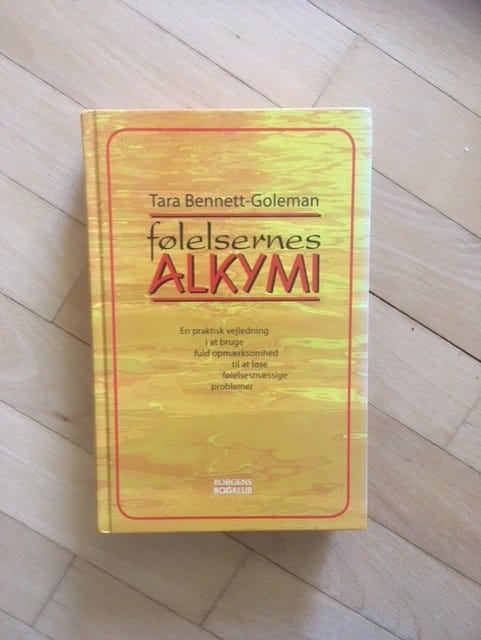 Tara Bennett-Goleman
følelsernes
ALKYMI
En praktisk vejledning
i at bruge
fuld opmærksomhed
til at løse
følelsesmæssige
problemer
BORGENS
BOGKLUB